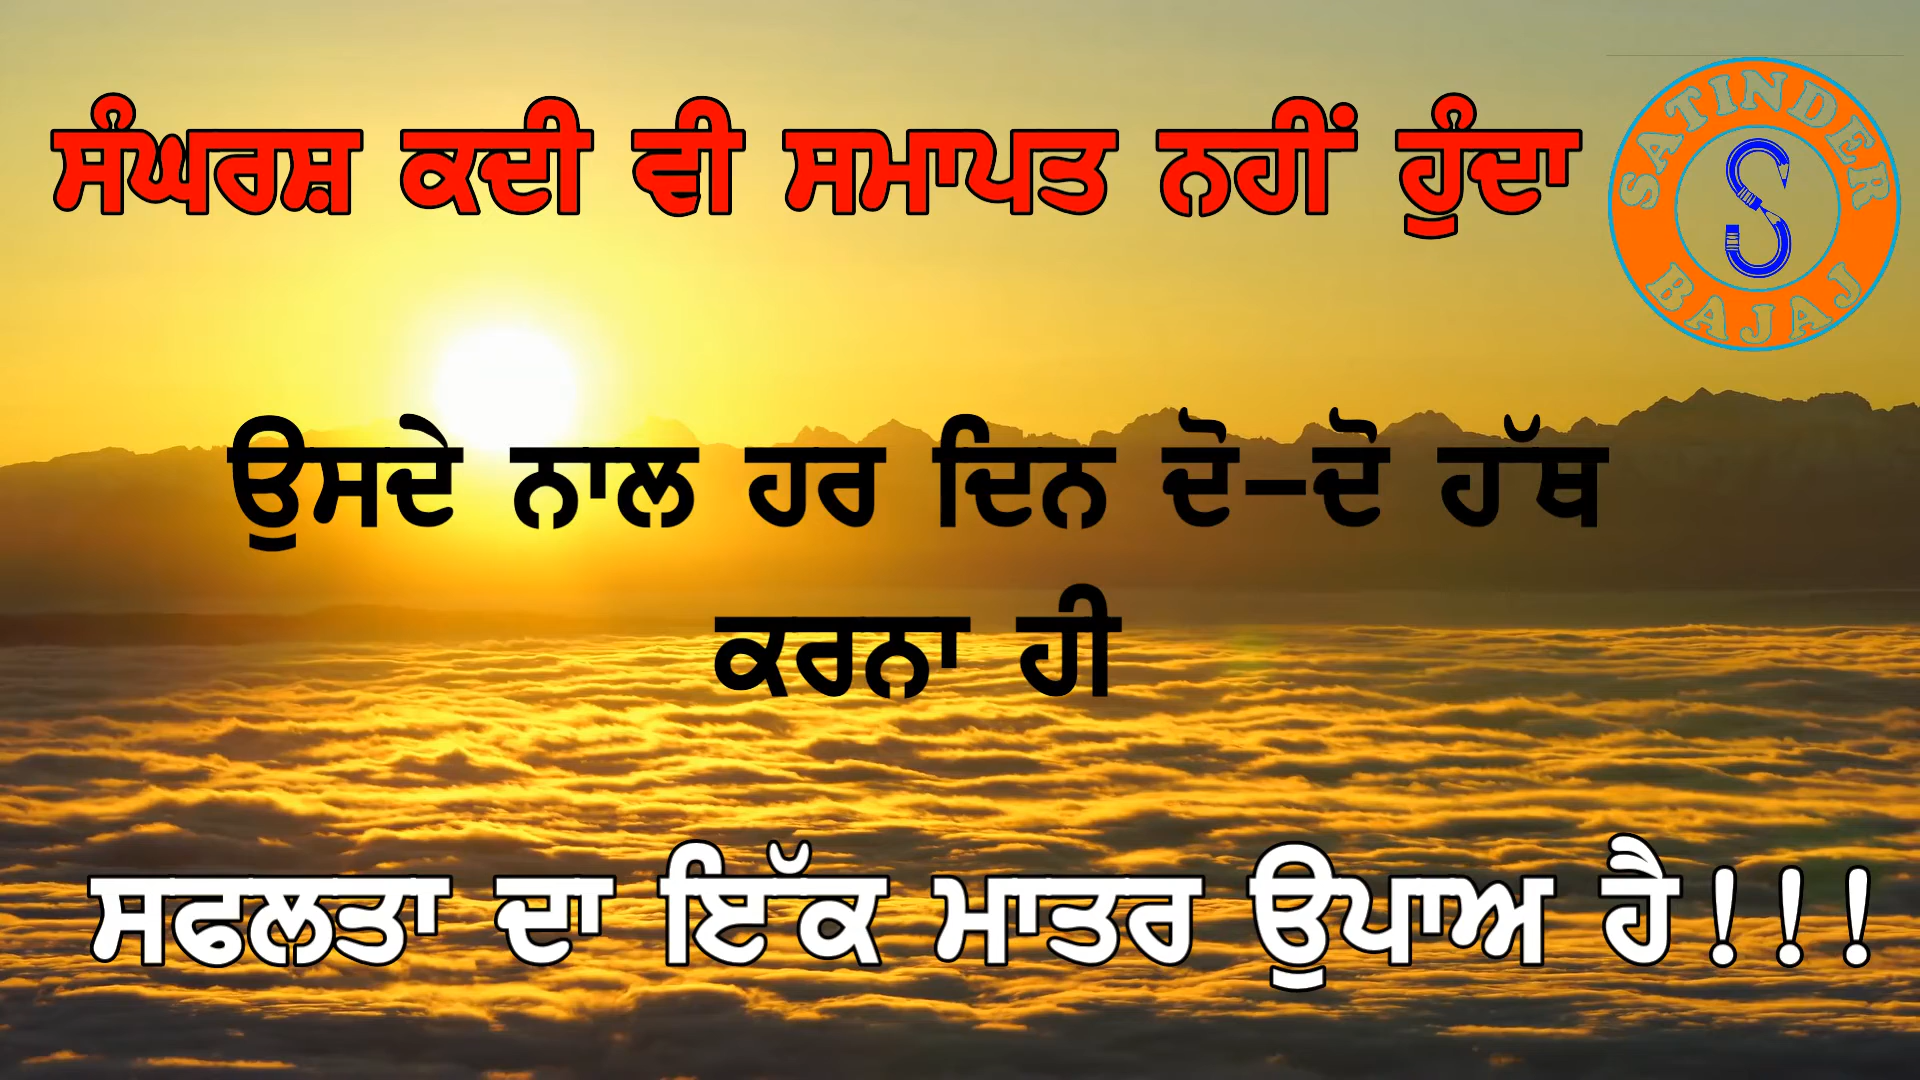 ਸੰਘਰਸ਼ ਕਦੀ ਵੀ ਸਮਾਪਤ ਨਹੀਂ ਹੁੰਦਾ
SATINDER
S
BAJAJ
ਉਸਦੇ ਨਾਲ ਹਰ ਦਿਨ ਦੋ-ਦੋ ਹੱਥ
ਕਰਨਾ ਹੀ
ਸਫਲਤਾ ਦਾ ਇੱਕ ਮਾਤਰ ਉਪਾਅ ਹੈ!!!